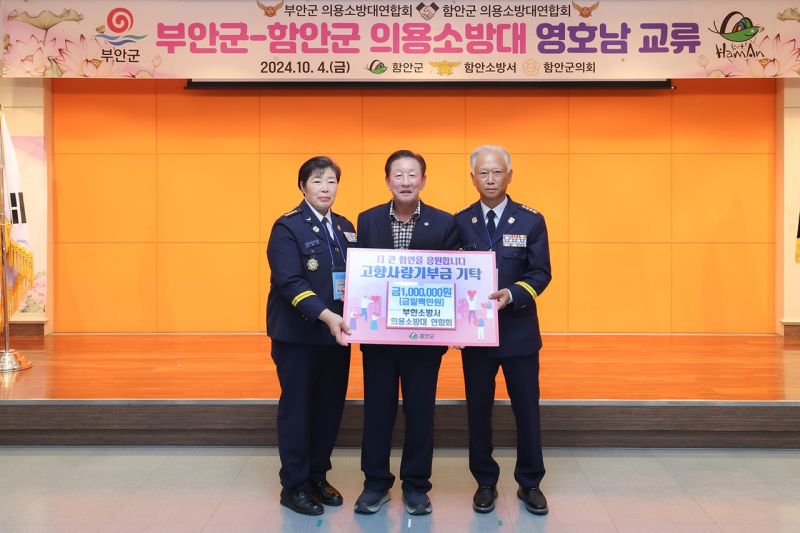 부안군 의용소방대연합회 함안군 의용소방대연합회
부안군
부안군-함안군 의용소방대 영호남 교류
HamAn
2024.10. 4.(금) 함안군 함안소방서 함안군의회
더 큰 함안을 응원합니다
고향사랑기부금 기탁
금1,000,000원
(금일백만원)
부안소방서
의용소방대 연합회
함안군